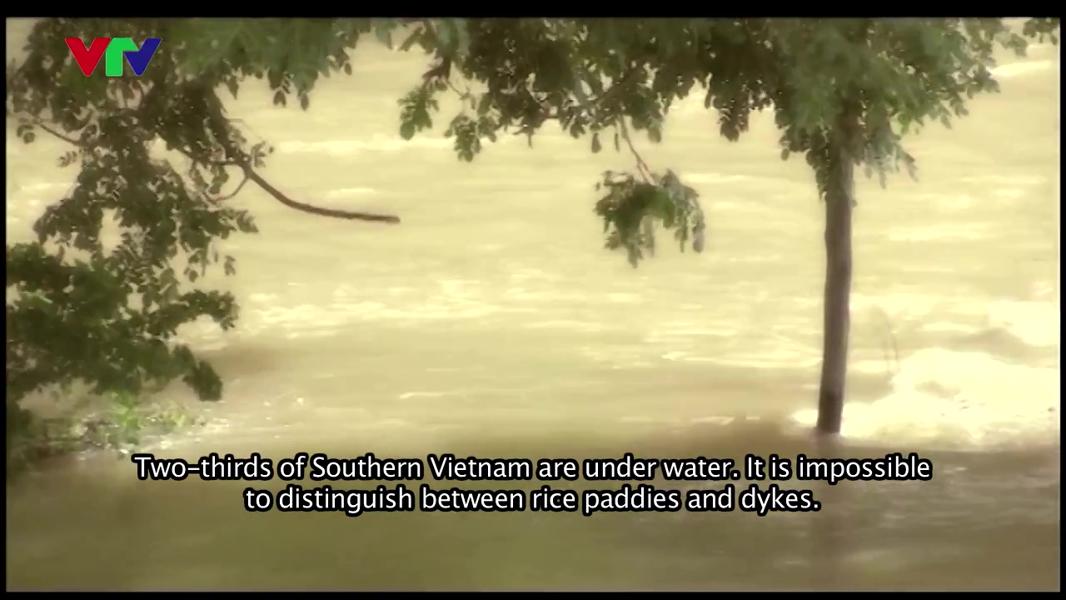 VTV
Two-thirds of Southern Vietnam are under water. It is impossible
to distinguish between rice paddies and dykes.